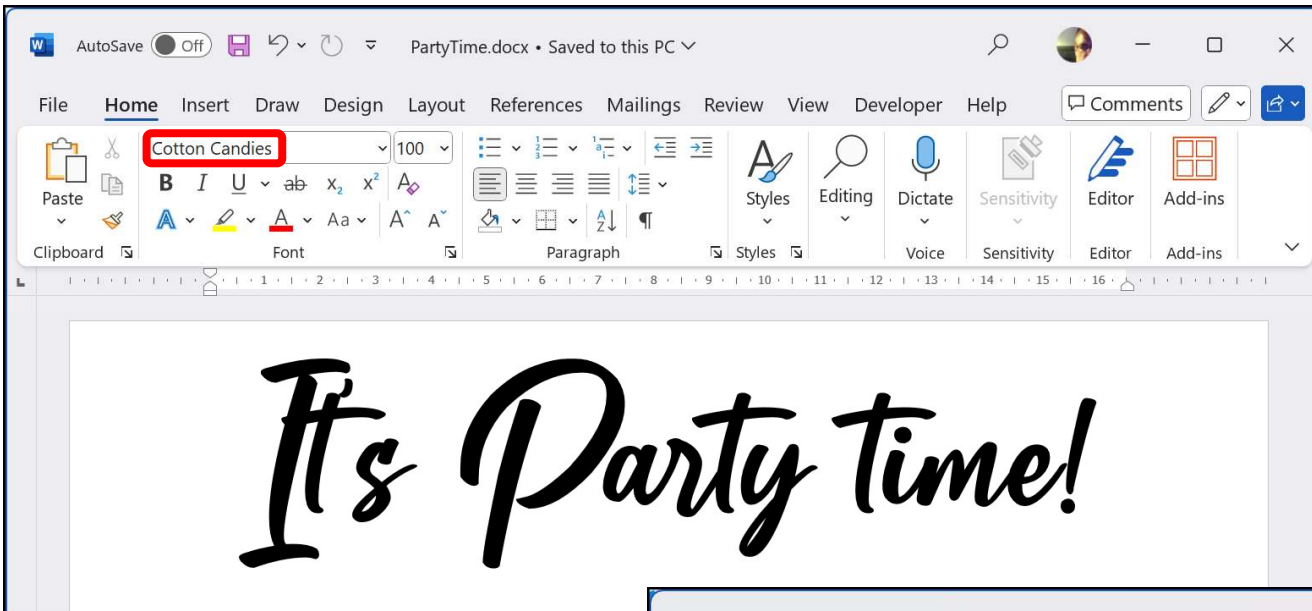 AutoSave Off PartyTime.docx • Saved to this PC
File Home Insert Draw Design Layout References Mailings Review View Developer Help Comments
Cotton Candies 100
Paste B I U ab x₂ x² A Styles Editing Dictate Sensitivity Editor Add-ins
A A Aa A^ Aˇ A Z ¶
Clipboard Font Paragraph Styles Voice Sensitivity Editor Add-ins
1 2 3 4 5 6 7 8 9 10 11 12 13 14 15 16
It's Party time!